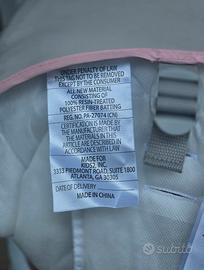 UNDER PENALTY OF LAW
THIS TAG NOT TO BE REMOVED
EXCEPT BY THE CONSUMER
ALL NEW MATERIAL
CONSISTING OF
100% RESIN-TREATED
POLYESTER FIBER BATTING
REG. NO. PA-27074 (CN)
CERTIFICATION IS MADE BY
THE MANUFACTURER THAT
THE MATERIALS IN THIS
ARTICLE ARE DESCRIBED IN
ACCORDANCE WITH LAW
MADE FOR
KIDS2, INC.
3333 PIEDMONT ROAD, SUITE 1800
ATLANTA, GA 30305
DATE OF DELIVERY
MADE IN CHINA
subito